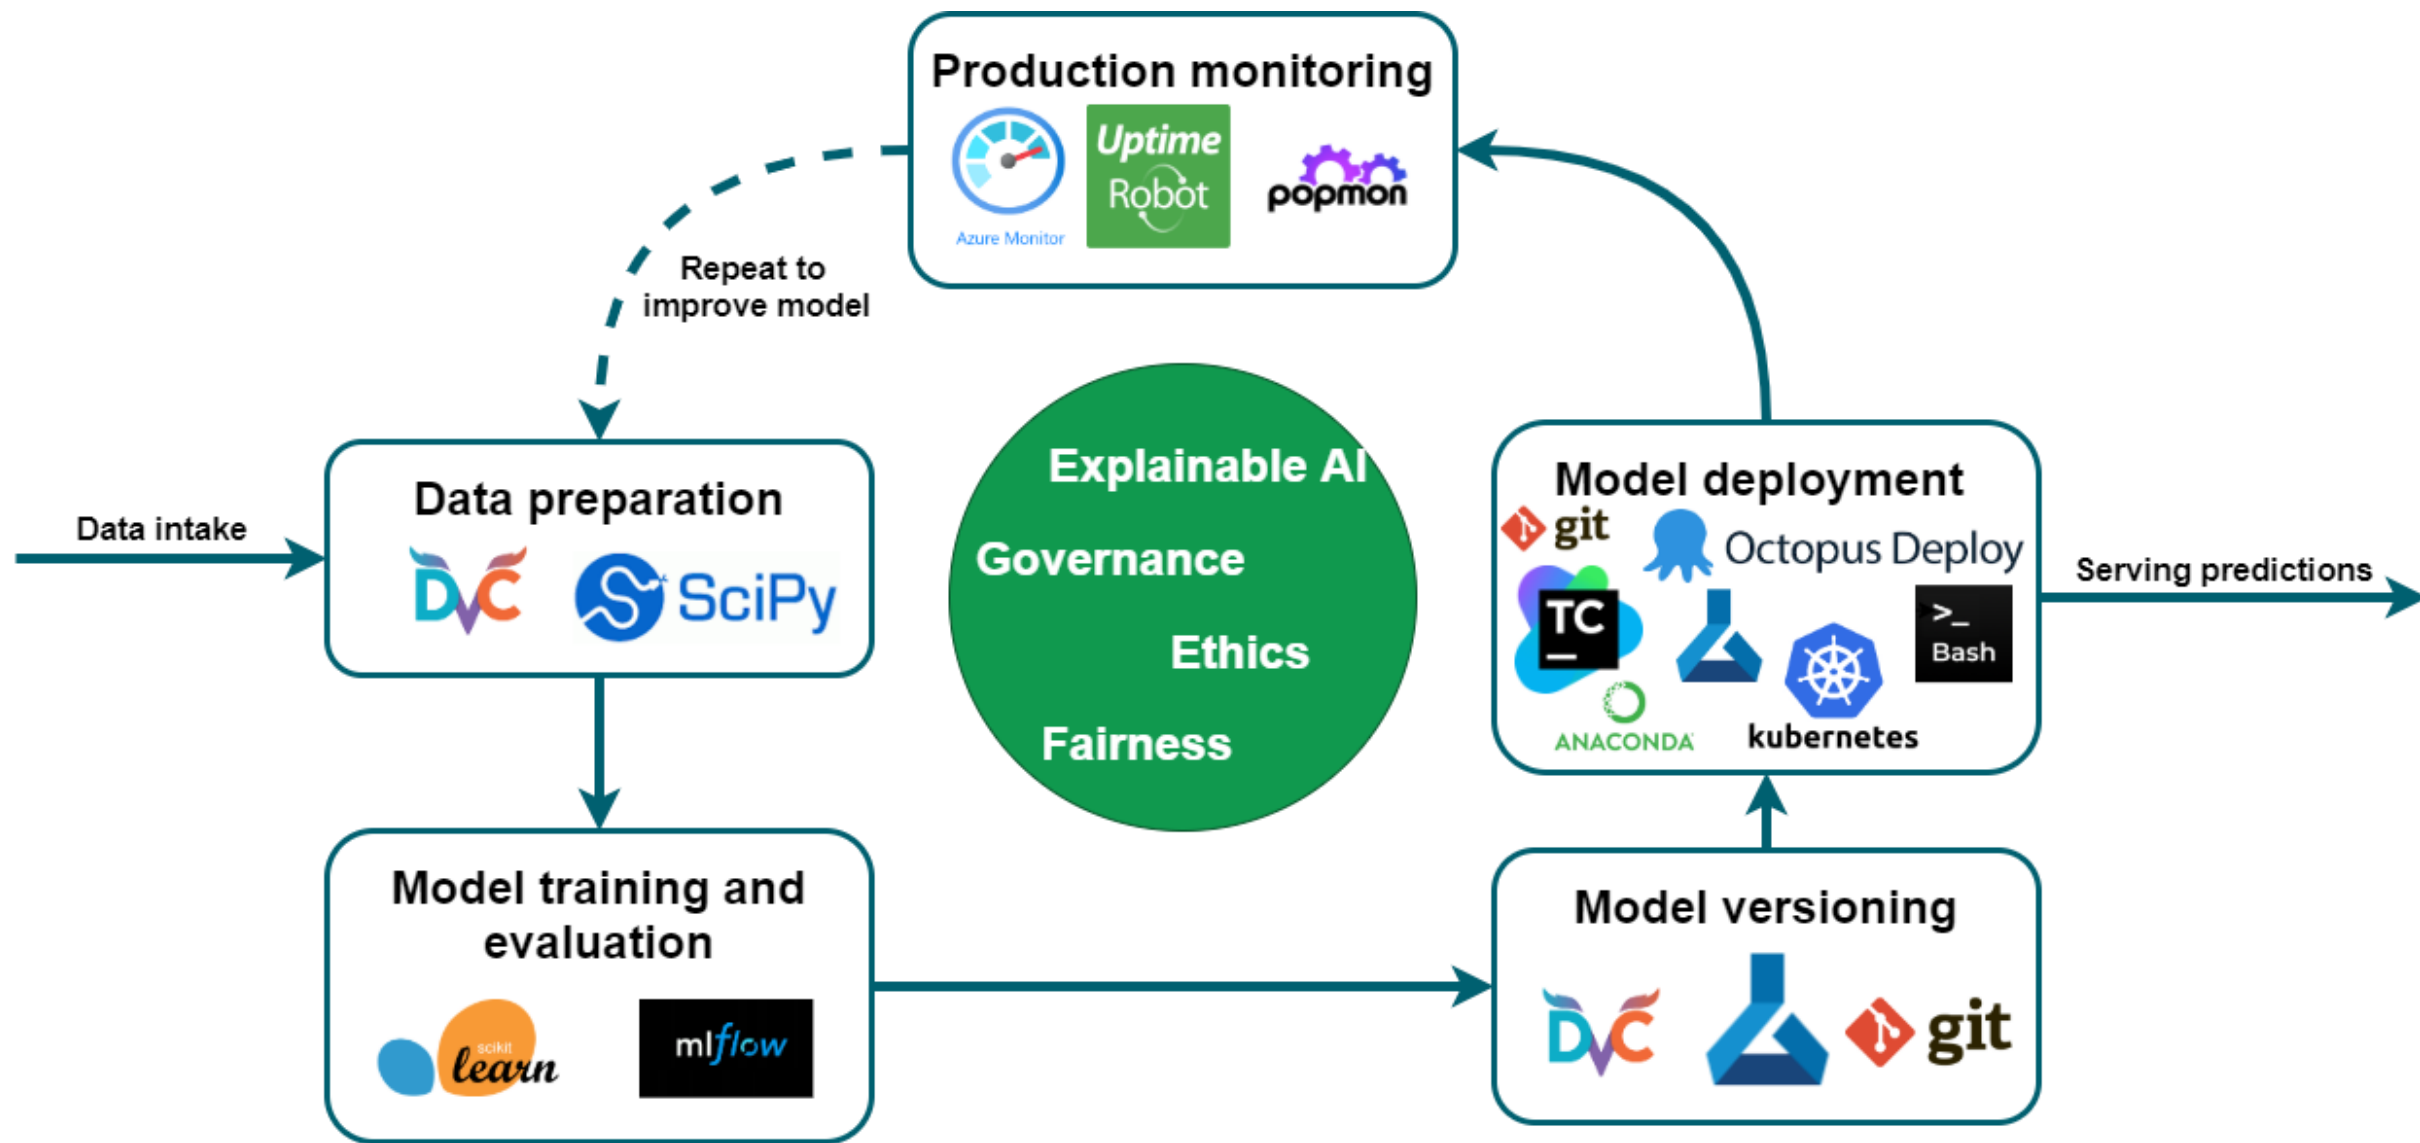 Production monitoring
Uptime
Robot
popmon
Azure Monitor
Repeat to
improve model
Data intake
Data preparation
DVC
SciPy
Explainable AI
Governance
Ethics
Fairness
Model deployment
git
Octopus Deploy
TC
>_
Bash
ANACONDA
kubernetes
Serving predictions
Model training and
evaluation
scikit
learn
mlflow
Model versioning
DVC
git